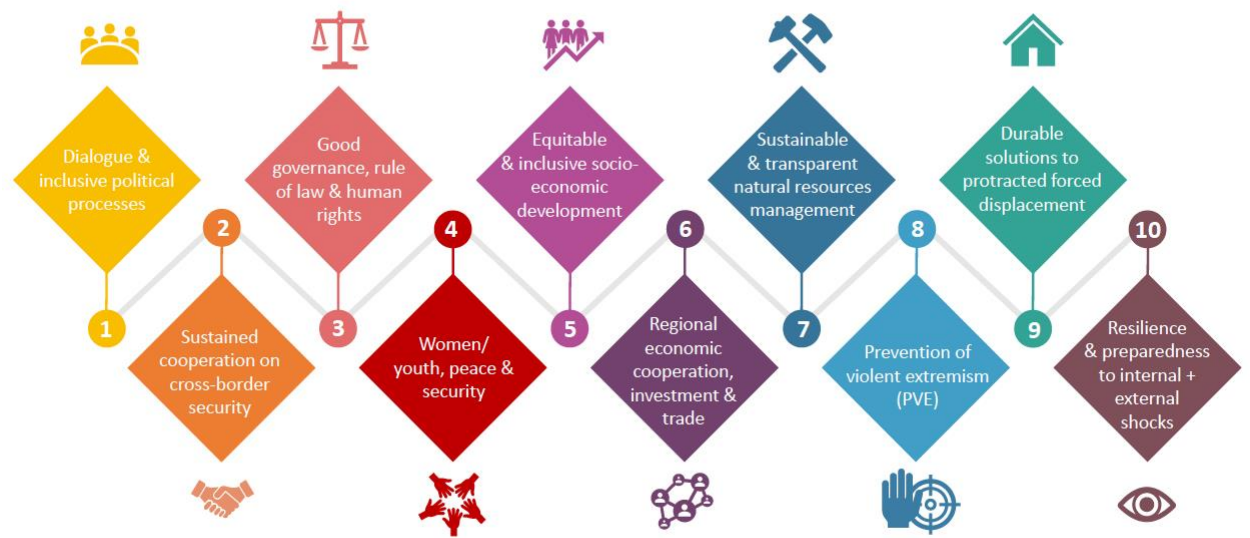 Dialogue &
inclusive political
processes
1
2
Sustained
cooperation on
cross-border
security
Good
governance, rule
of law & human
rights
3
4
Women/
youth, peace &
security
Equitable
& inclusive socio-
economic
development
5
6
Regional
economic
cooperation,
investment &
trade
Sustainable
& transparent
natural resources
management
7
8
Prevention of
violent extremism
(PVE)
Durable
solutions to
protracted forced
displacement
9
10
Resilience
& preparedness
to internal +
external
shocks